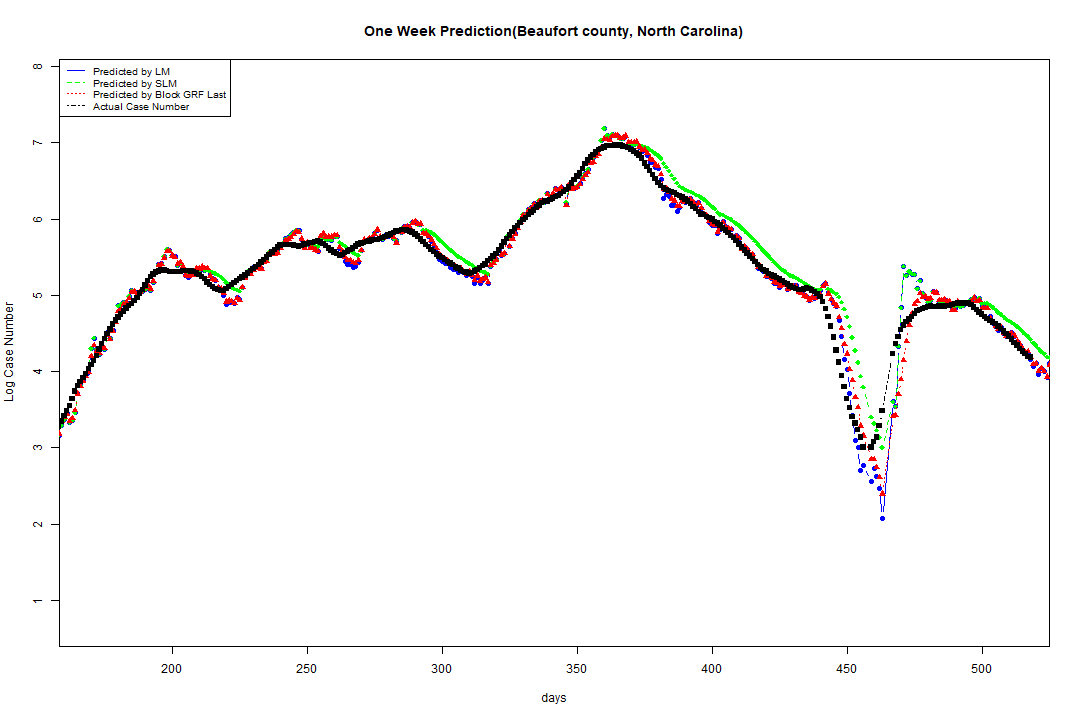 One Week Prediction(Beaufort county, North Carolina)
Predicted by LM
Predicted by SLM
Predicted by Block GRF Last
Actual Case Number
8
7
6
5
4
3
2
1
Log Case Number
200 250 300 350 400 450 500
days